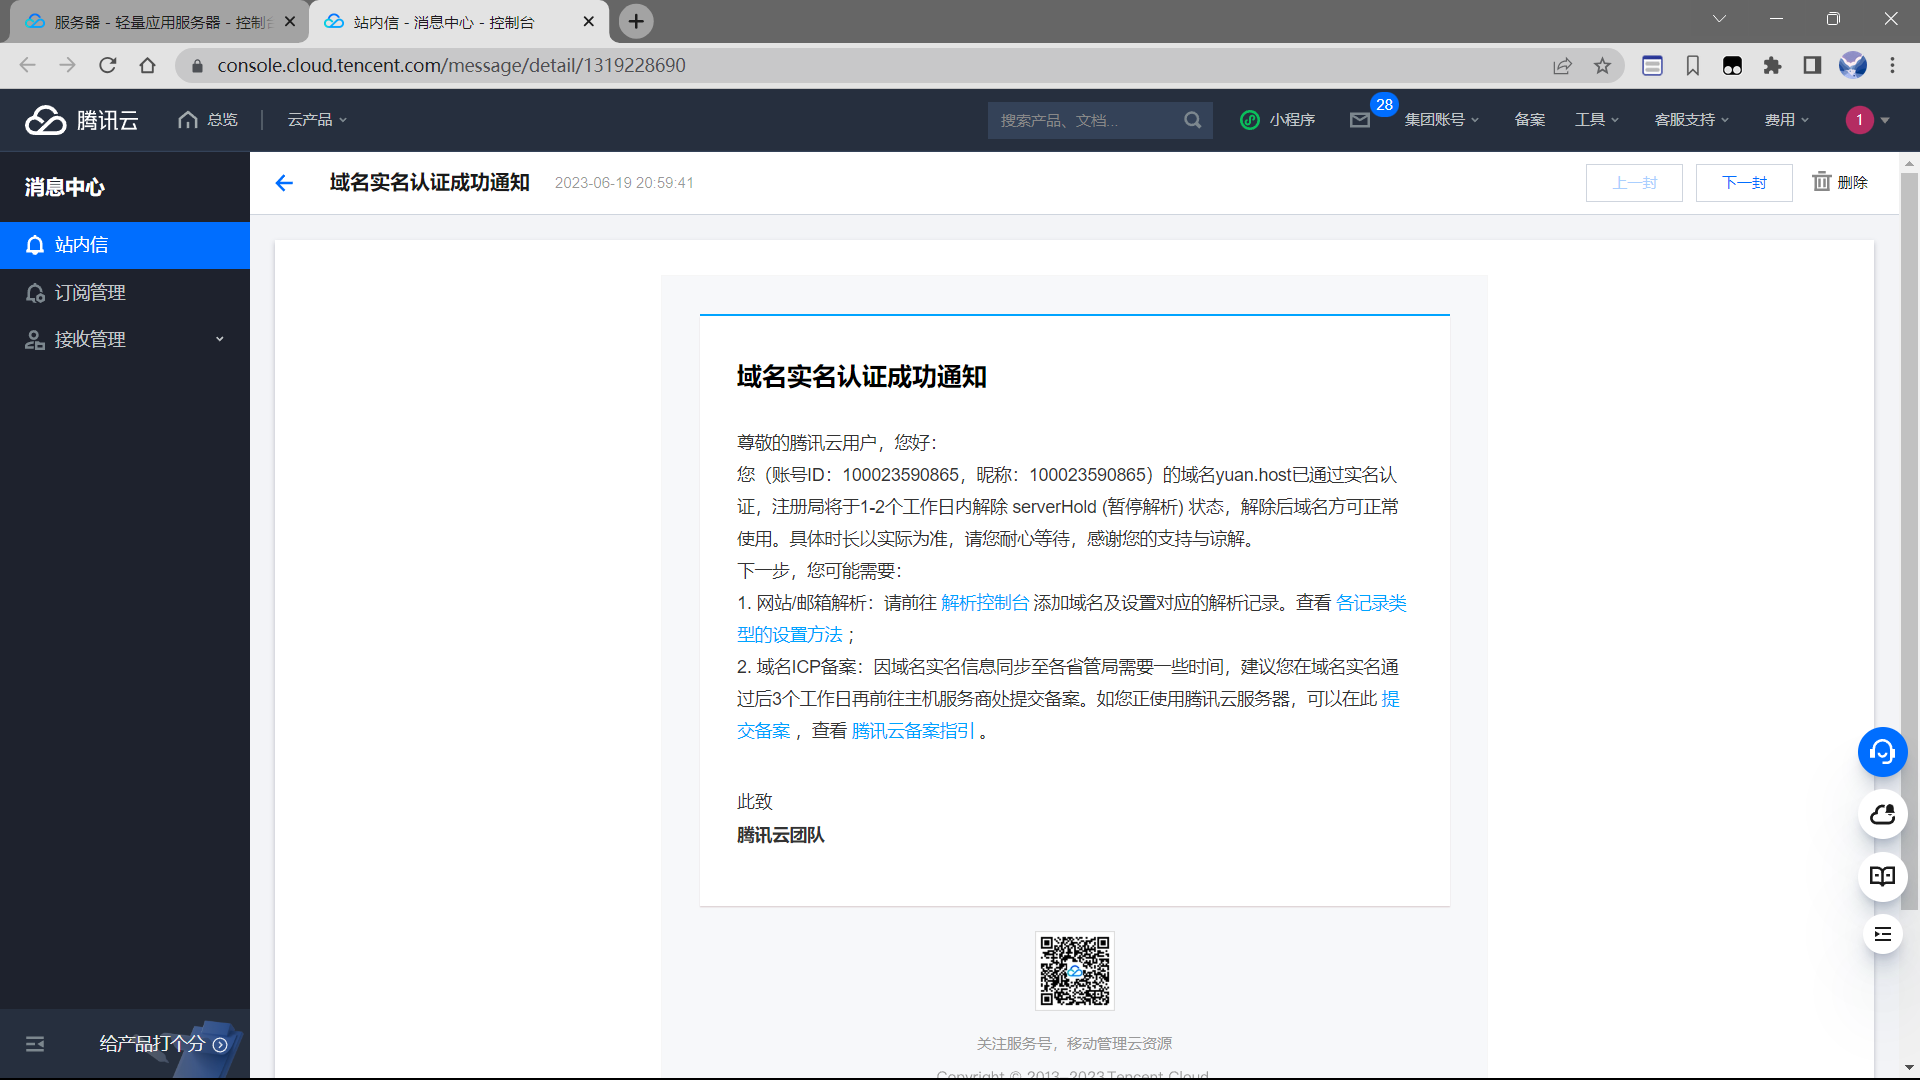 服务器 - 轻量应用服务器 - 控制台
站内信 - 消息中心 - 控制台
console.cloud.tencent.com/message/detail/1319228690
腾讯云
总览
云产品
搜索产品、文档...
小程序
28
集团账号
备案
工具
客服支持
费用
1
消息中心
站内信
订阅管理
接收管理
域名实名认证成功通知
2023-06-19 20:59:41
上一封
下一封
删除
域名实名认证成功通知
尊敬的腾讯云用户，您好：
您（账号ID：100023590865，昵称：100023590865）的域名yuan.host已通过实名认
证，注册局将于1-2个工作日内解除 serverHold (暂停解析) 状态，解除后域名方可正常
使用。具体时长以实际为准，请您耐心等待，感谢您的支持与谅解。
下一步，您可能需要：
1. 网站/邮箱解析：请前往 解析控制台 添加域名及设置对应的解析记录。查看 各记录类
型的设置方法 ；
2. 域名ICP备案：因域名实名信息同步至各省管局需要一些时间，建议您在域名实名通
过后3个工作日再前往主机服务商处提交备案。如您正使用腾讯云服务器，可以在此 提
交备案 ，查看 腾讯云备案指引 。
此致
腾讯云团队
关注服务号，移动管理云资源
Copyright © 2013-2023 Tencent Cloud
给产品打个分